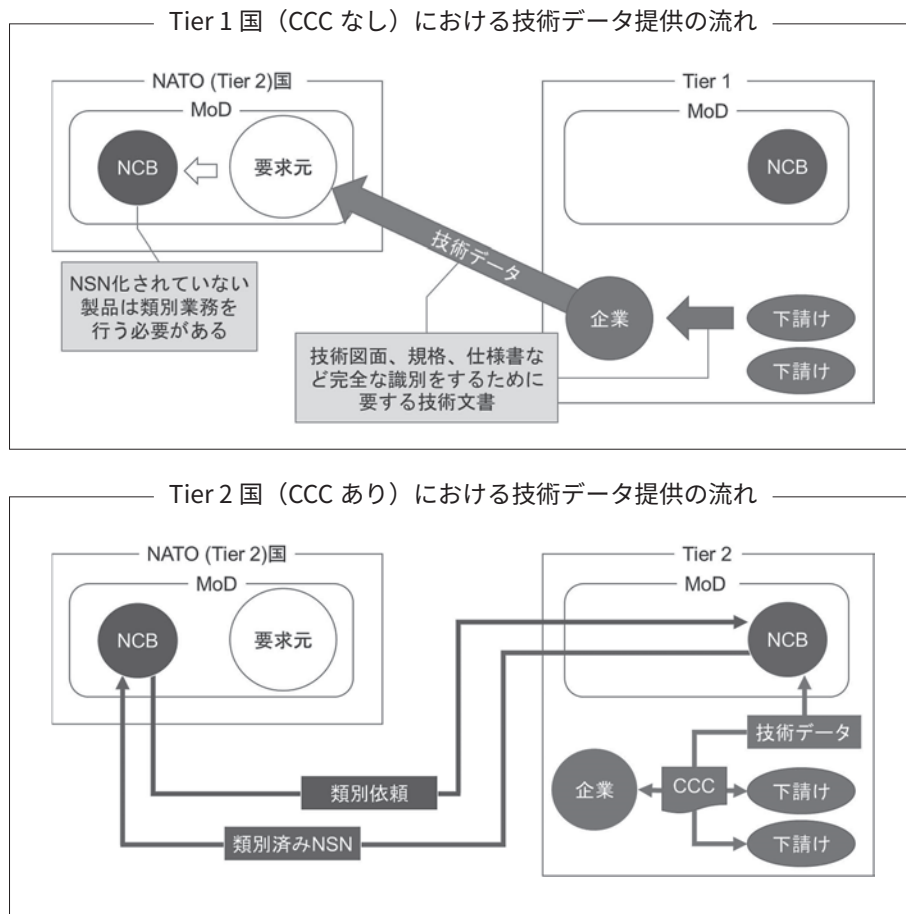 Tier 1 国（CCC なし）における技術データ提供の流れ
NATO (Tier 2)国
MoD
NCB
要求元
Tier 1
MoD
NCB
技術データ
NSN化されていない
製品は類別業務を
行う必要がある
企業
下請け
下請け
技術図面、規格、仕様書な
ど完全な識別をするために
要する技術文書
Tier 2 国（CCC あり）における技術データ提供の流れ
NATO (Tier 2)国
MoD
NCB
要求元
Tier 2
MoD
NCB
技術データ
企業
CCC
下請け
下請け
類別依頼
類別済みNSN